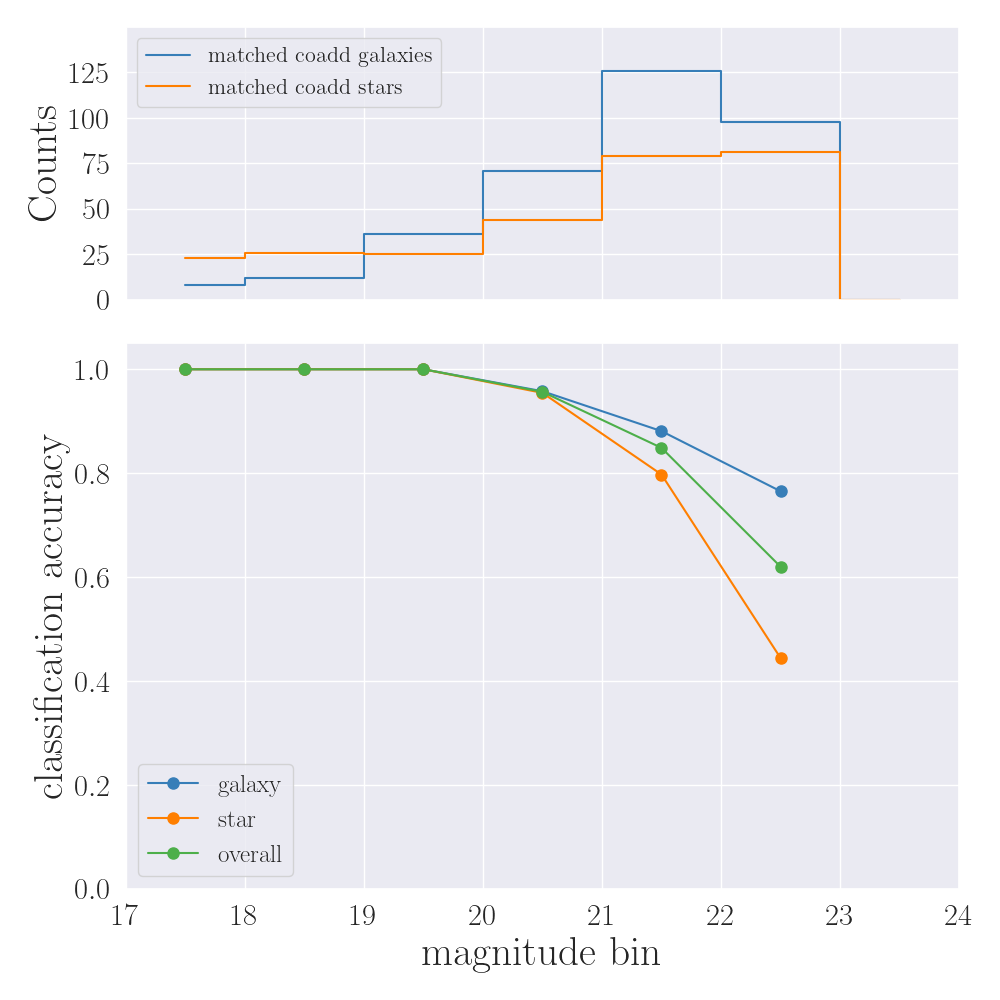 matched coadd galaxies
matched coadd stars
Counts
125
100
75
50
25
0
classification accuracy
1.0
0.8
0.6
0.4
0.2
0.0
galaxy
star
overall
17 18 19 20 21 22 23 24
magnitude bin